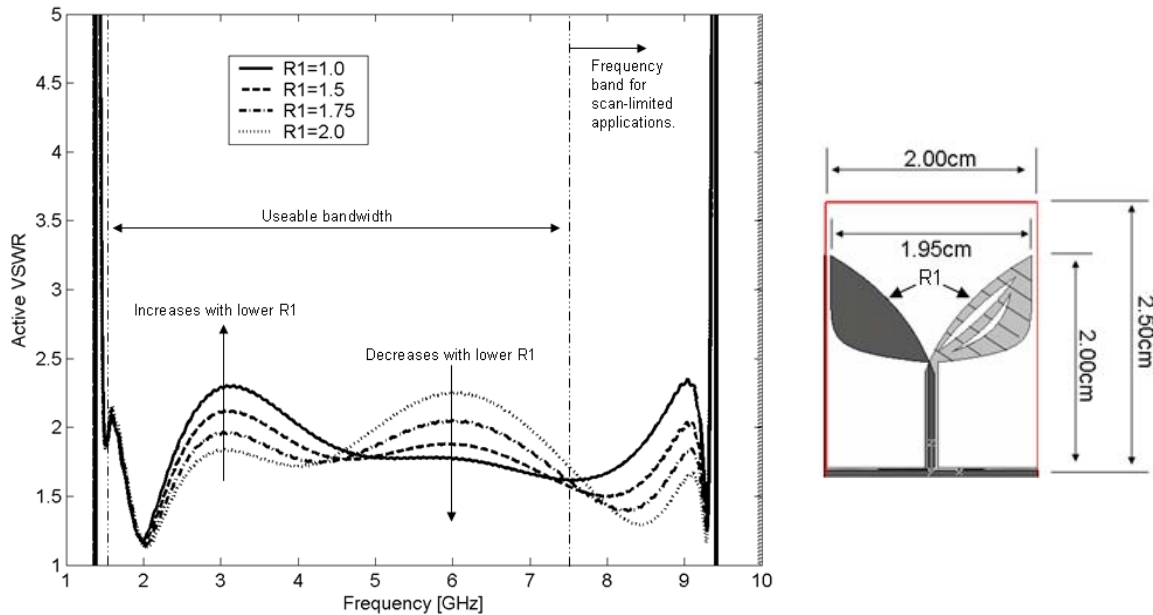 5
4.5
4
3.5
3
2.5
2
1.5
1
Active VSWR
R1=1.0
R1=1.5
R1=1.75
R1=2.0
Frequency
band for
scan-limited
applications.
Useable bandwidth
Increases with lower R1
Decreases with lower R1
1 2 3 4 5 6 7 8 9 10
Frequency [GHz]
2.00cm
1.95cm
R1
2.00cm
2.50cm